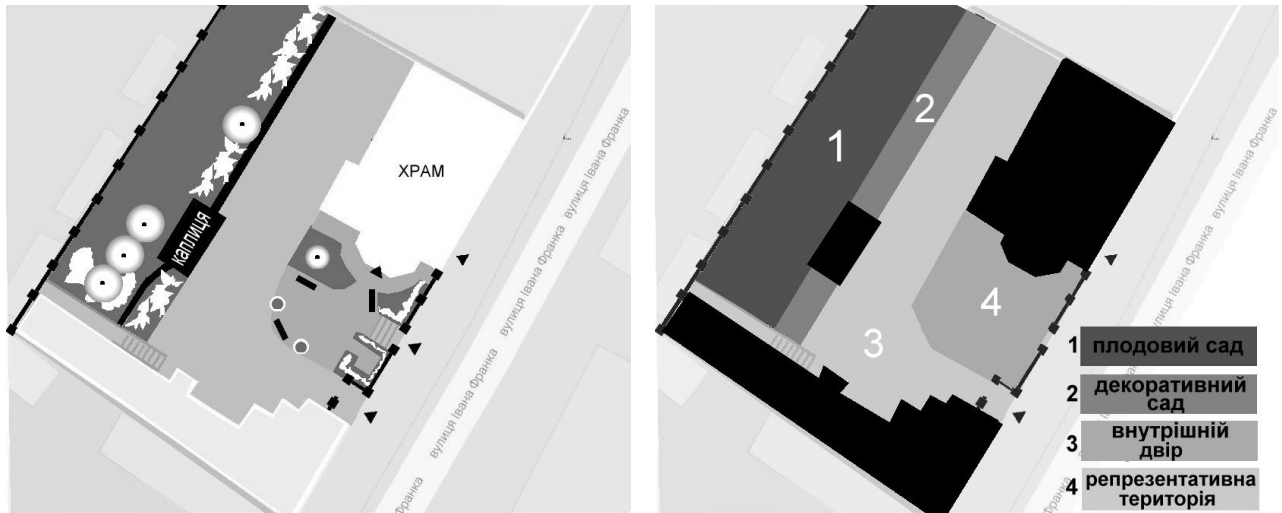 ХРАМ
каплиця
вулиця Івана Франка вулиця Івана Франка вулиця Івана Франка
вулиця Івана Франка
1
2
3
4
вулиця Івана Франка
1 плодовий сад
2 декоративний
сад
3 внутрішній
двір
4 репрезентативна
територія